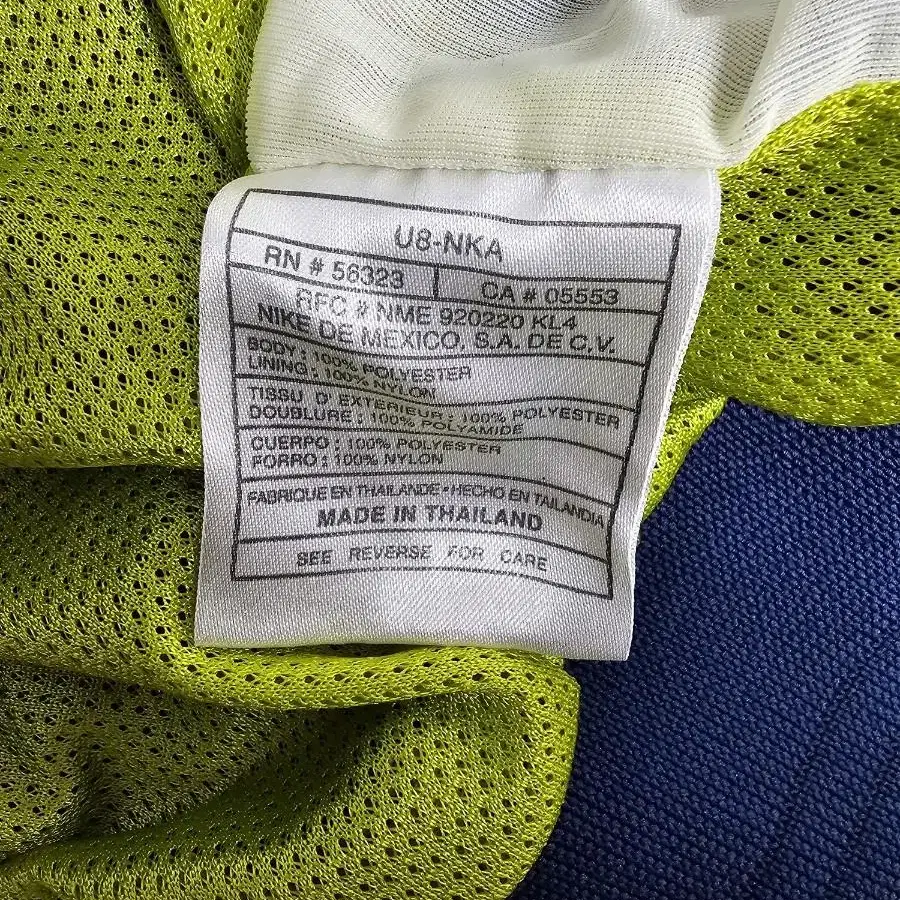 U8-NKA
RN # 56323 CA # 05553
RFC # NME 920220 KL4
NIKE DE MEXICO, S.A. DE C.V.
BODY : 100% POLYESTER
LINING : 100% NYLON
TISSU D'EXTERIEUR : 100% POLYESTER
DOUBLURE : 100% POLYAMIDE
CUERPO : 100% POLYESTER
FORRO : 100% NYLON
FABRIQUE EN THAILANDE • HECHO EN TAILANDIA
MADE IN THAILAND
SEE REVERSE FOR CARE